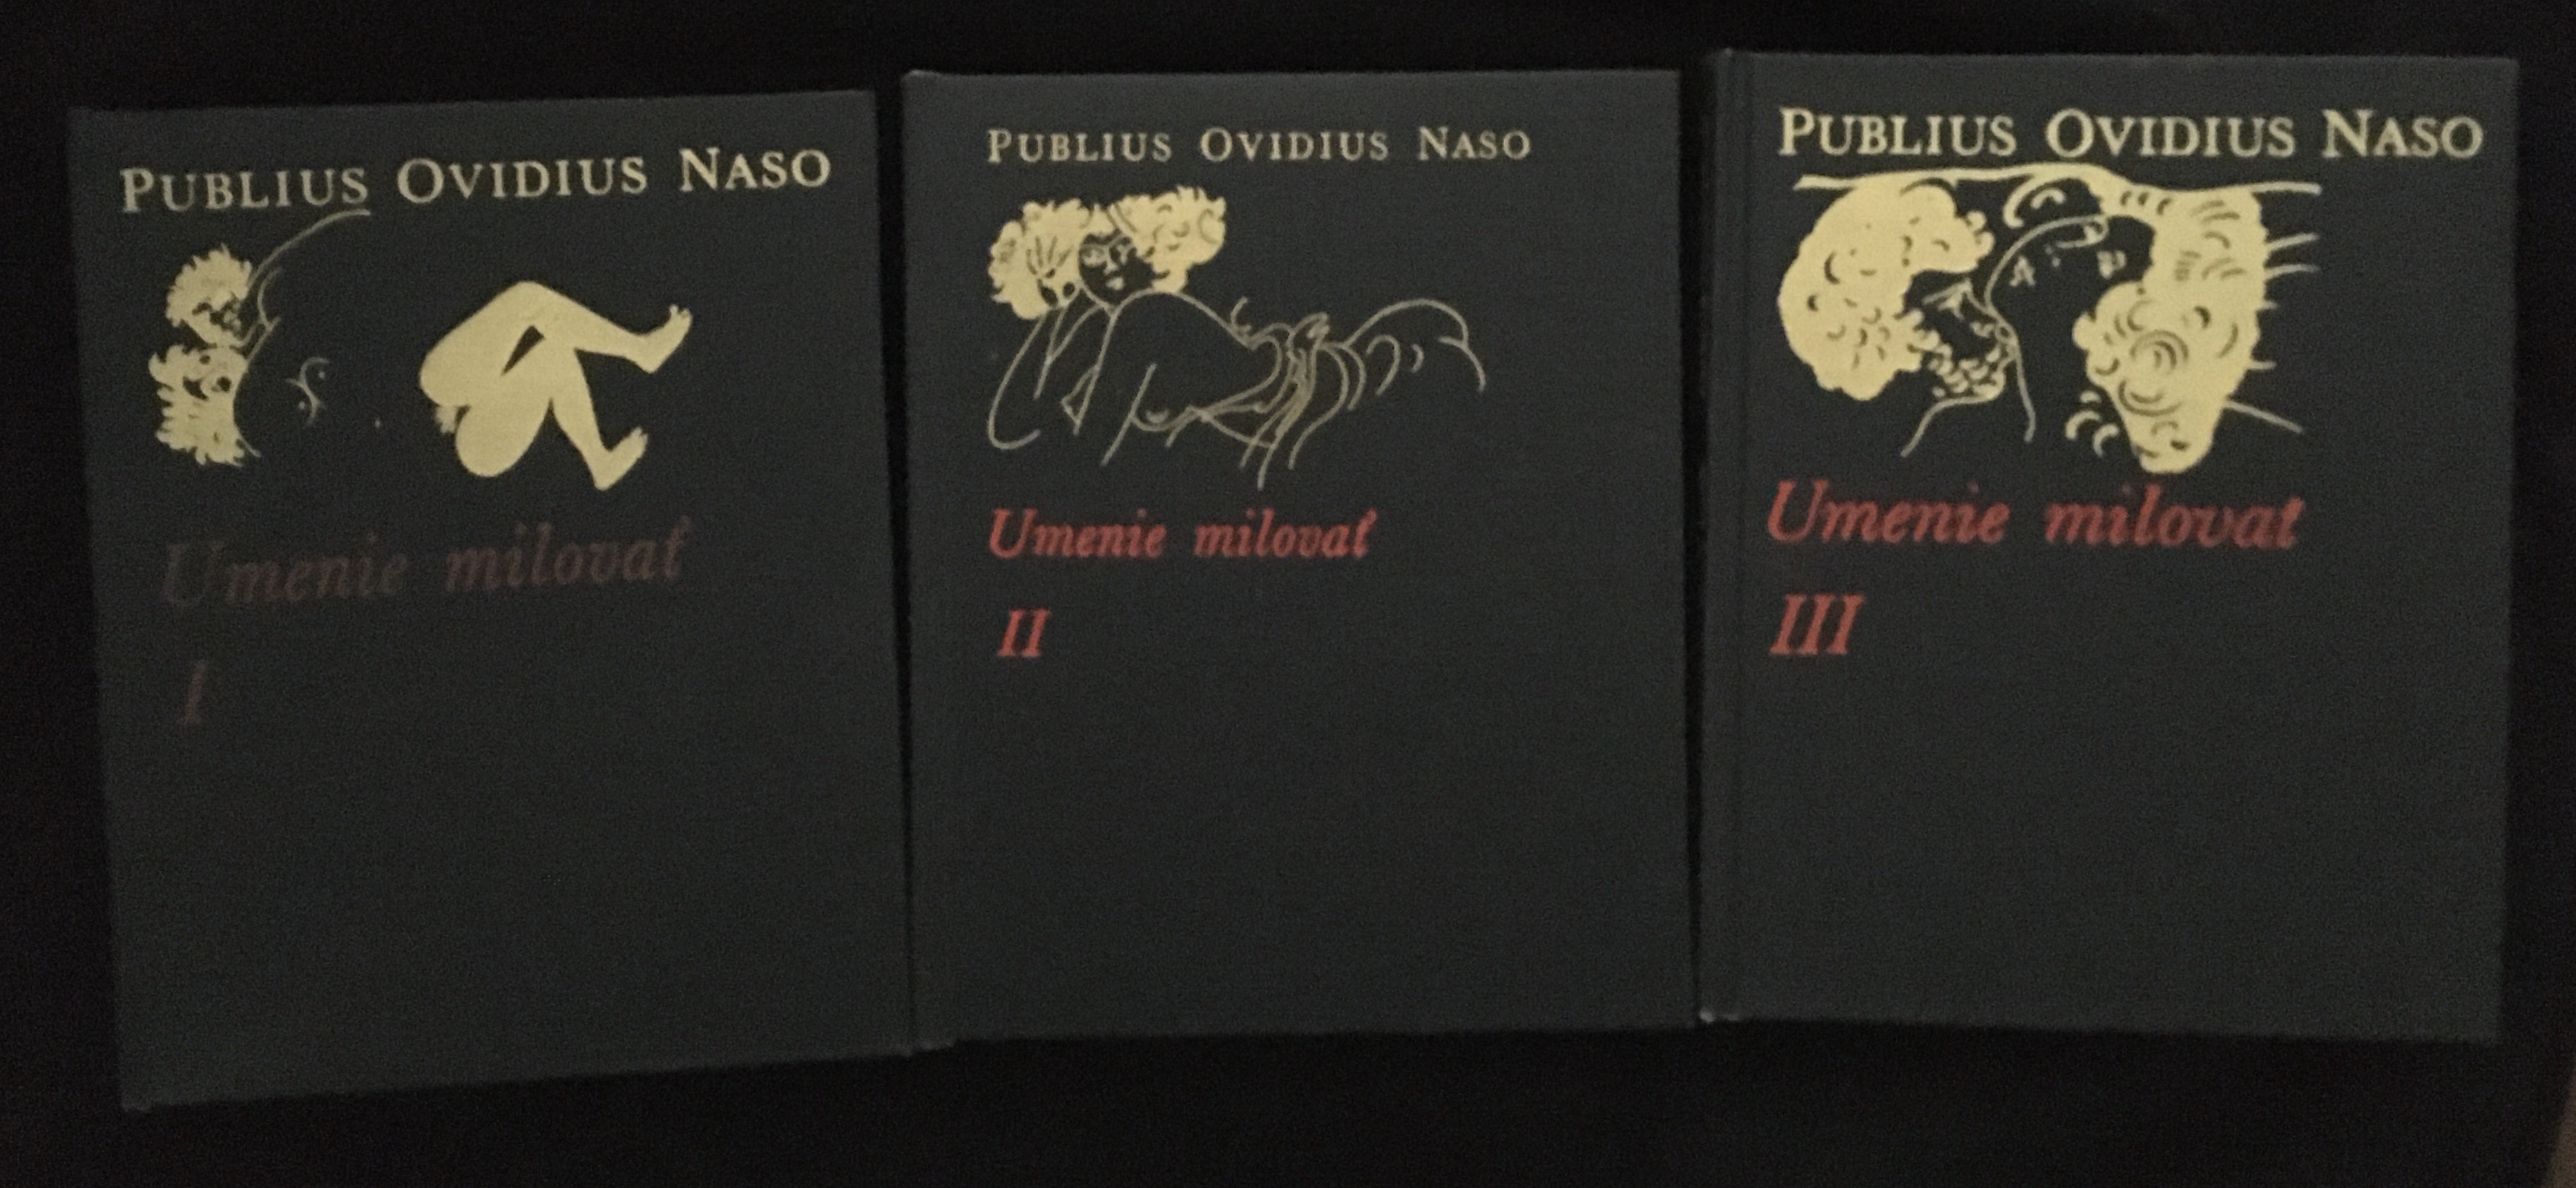 PUBLIUS OVIDIUS NASO
Umenie milovať
I
PUBLIUS OVIDIUS NASO
Umenie milovať
II
PUBLIUS OVIDIUS NASO
Umenie milovať
III